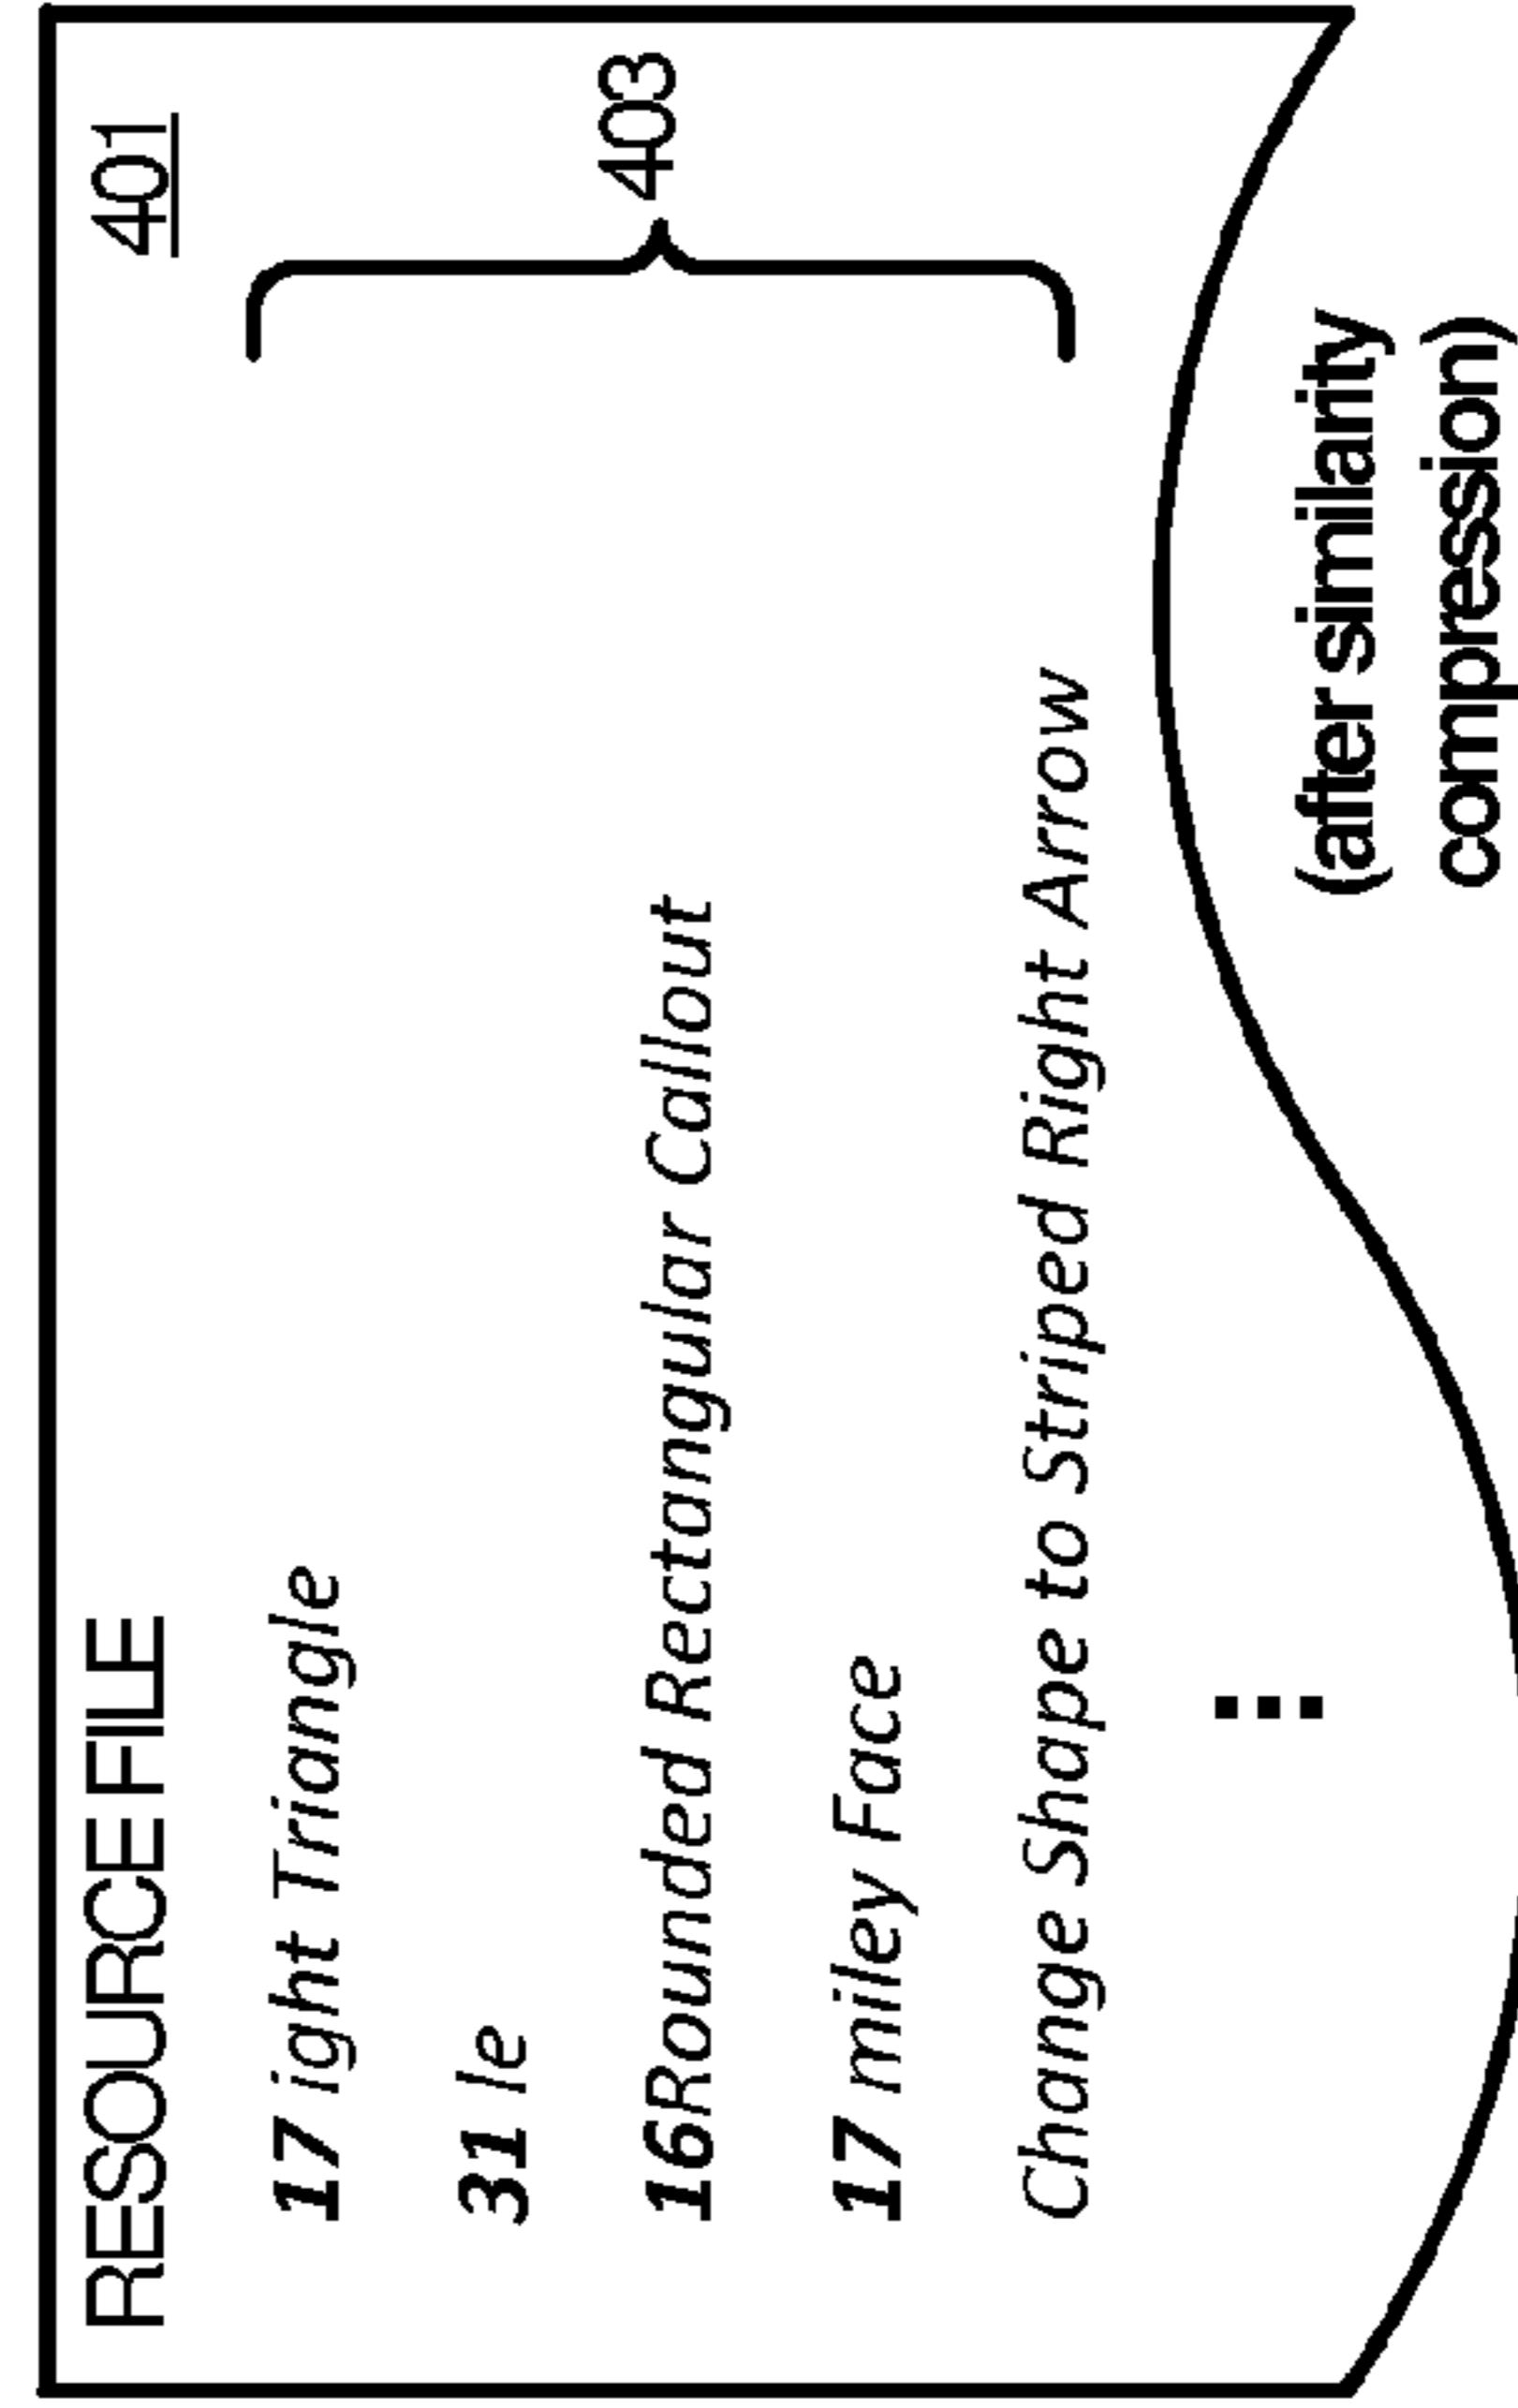 RESOURCE FILE 401
17 ight Triangle
31 le
16Rounded Rectangular Callout
17 miley Face
Change Shape to Striped Right Arrow
403
(after similarity
compression)